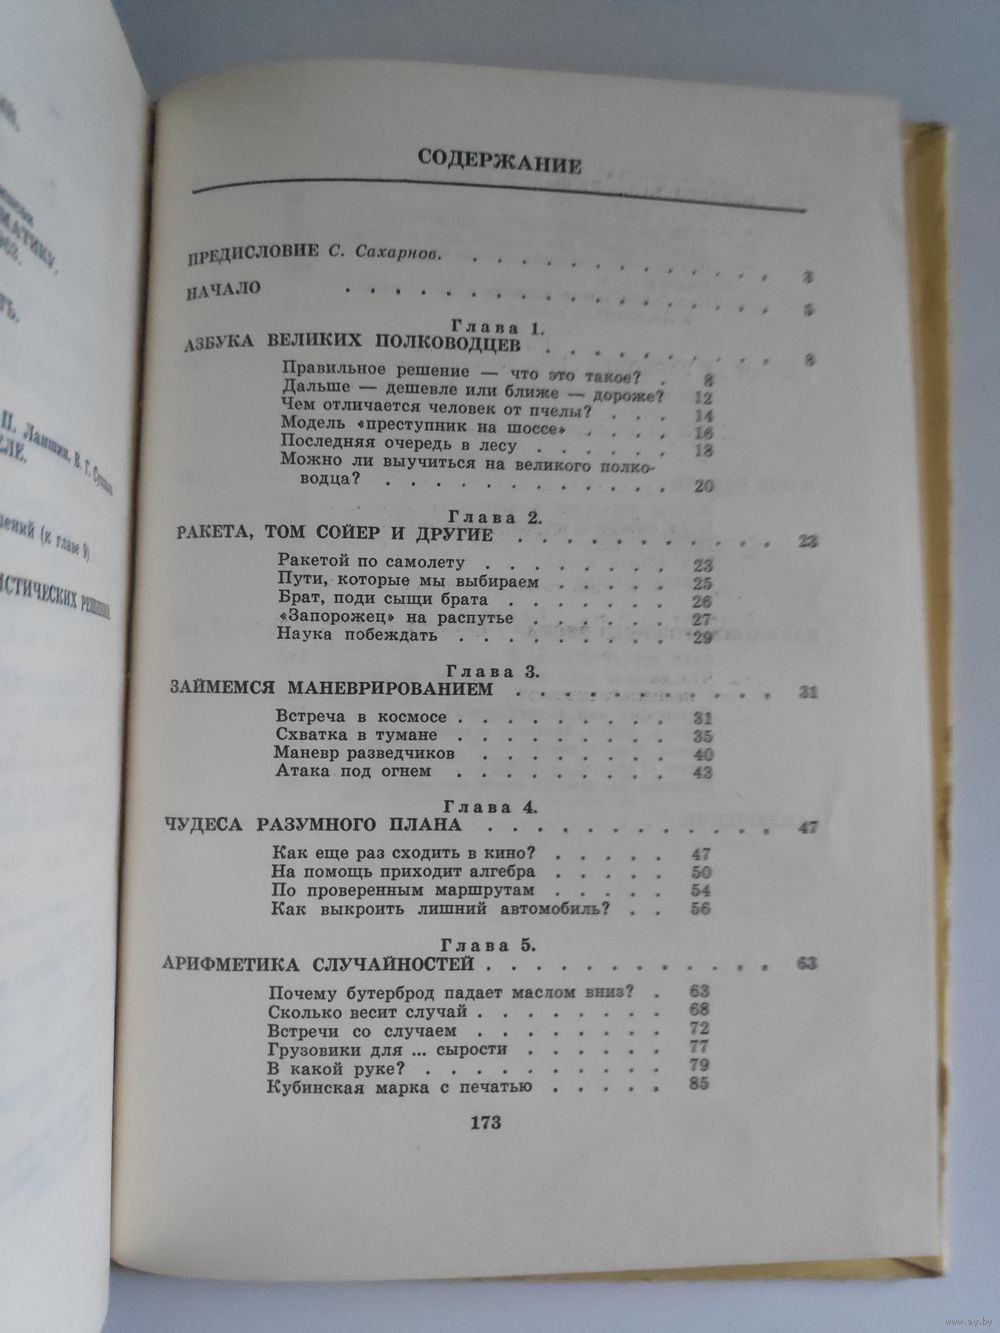 СОДЕРЖАНИЕ
ПРЕДИСЛОВИЕ С. Сахарнов. . . . . . . . . . . . . . 3
НАЧАЛО . . . . . . . . . . . . . . . . . . 5
Глава 1.
АЗБУКА ВЕЛИКИХ ПОЛКОВОДЦЕВ . . . . . . . . . . . 8
Правильное решение — что это такое? . 8
Дальше — дешевле или ближе — дороже? 12
Чем отличается человек от пчелы? . . . 14
Модель «преступник на шоссе» . . . . 16
Последняя очередь в лесу . . . . . . 18
Можно ли выучиться на великого полко-
водца? . . . . . . . . . . . . 20
Глава 2.
РАКЕТА, ТОМ СОЙЕР И ДРУГИЕ . . . . . . . . . . . . 23
Ракетой по самолету . . . . . . . . 23
Пути, которые мы выбираем . . . . . 25
Брат, поди сыщи брата . . . . . . . 26
«Запорожец» на распутье . . . . . . 27
Наука побеждать . . . . . . . . . 29
Глава 3.
ЗАЙМЕМСЯ МАНЕВРИРОВАНИЕМ . . . . . . . . . . . . 31
Встреча в космосе . . . . . . . . . 31
Схватка в тумане . . . . . . . . . 35
Маневр разведчиков . . . . . . . . 40
Атака под огнем . . . . . . . . . 43
Глава 4.
ЧУДЕСА РАЗУМНОГО ПЛАНА . . . . . . . . . . . . . 47
Как еще раз сходить в кино? . . . . . 47
На помощь приходит алгебра . . . . . 50
По проверенным маршрутам . . . . . 54
Как выкроить лишний автомобиль? . . 56
Глава 5.
АРИФМЕТИКА СЛУЧАЙНОСТЕЙ . . . . . . . . . . . . . 63
Почему бутерброд падает маслом вниз? . 63
Сколько весит случай . . . . . . . . 68
Встречи со случаем . . . . . . . . 72
Грузовики для ... сырости . . . . . . 77
В какой руке? . . . . . . . . . . 79
Кубинская марка с печатью . . . . . 85
173
МАТИКУ.
П. Лапшин, В. Г.
(к главе 9)
www.ay.by